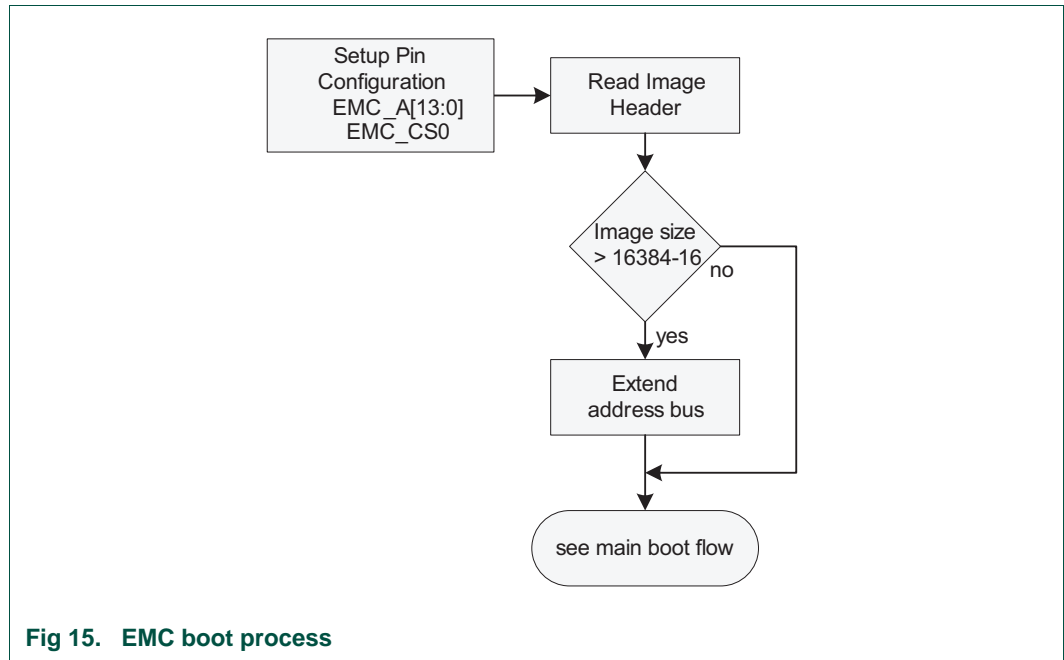 Setup Pin
Configuration
EMC_A[13:0]
EMC_CS0
Read Image
Header
Image size
> 16384-16
no
yes
Extend
address bus
see main boot flow
Fig 15. EMC boot process